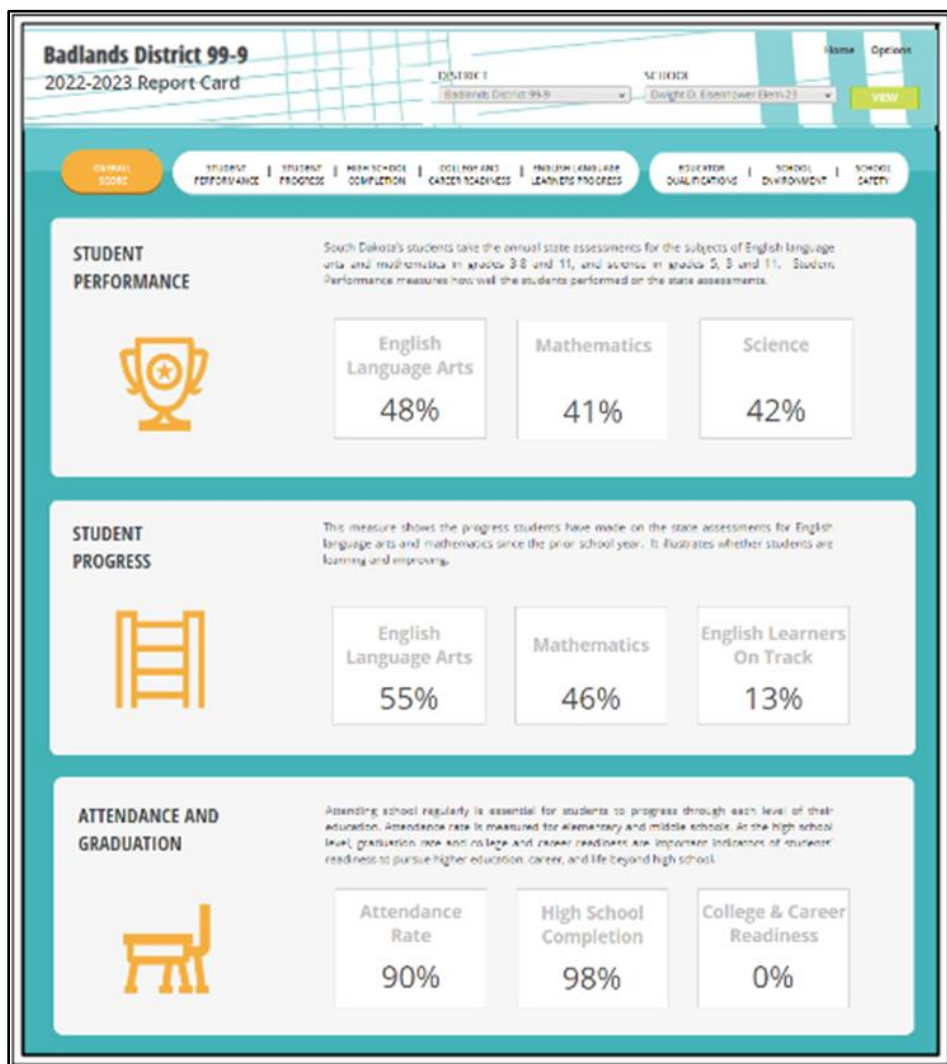 Badlands District 99-9
2022-2023 Report Card
Home Options
DISTRICT SCHOOL
Badlands District 99-9 Dwight D. Eisenhower Elem-23 VIEW
OVERALL
SCORE
STUDENT
PERFORMANCE
STUDENT
PROGRESS
HIGH SCHOOL
COMPLETION
COLLEGE AND
CAREER READINESS
ENGLISH LANGUAGE
LEARNERS PROGRESS
EDUCATOR
QUALIFICATIONS
SCHOOL
ENVIRONMENT
SCHOOL
SAFETY
STUDENT
PERFORMANCE
South Dakota's students take the annual state assessments for the subjects of English language
arts and mathematics in grades 3-8 and 11, and science in grades 5, 8 and 11. Student
Performance measures how well the students performed on the state assessments.
English
Language Arts
48%
Mathematics
41%
Science
42%
STUDENT
PROGRESS
This measure shows the progress students have made on the state assessments for English
language arts and mathematics since the prior school year. It illustrates whether students are
learning and improving.
English
Language Arts
55%
Mathematics
46%
English Learners
On Track
13%
ATTENDANCE AND
GRADUATION
Attending school regularly is essential for students to progress through each level of their
education. Attendance rate is measured for elementary and middle schools. At the high school
level, graduation rate and college and career readiness are important indicators of students'
readiness to pursue higher education, career, and life beyond high school.
Attendance
Rate
90%
High School
Completion
98%
College & Career
Readiness
0%